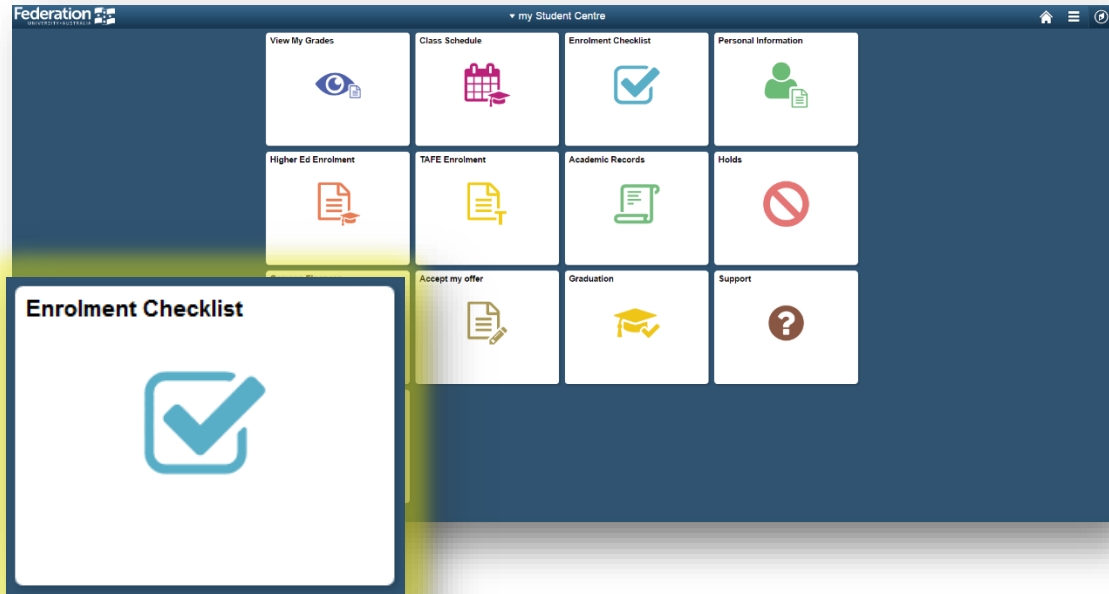 Federation
UNIVERSITY•AUSTRALIA
my Student Centre
View My Grades
Class Schedule
Enrolment Checklist
Personal Information
Higher Ed Enrolment
TAFE Enrolment
T
Academic Records
Holds
Accept my offer
Graduation
Support
?
Enrolment Checklist